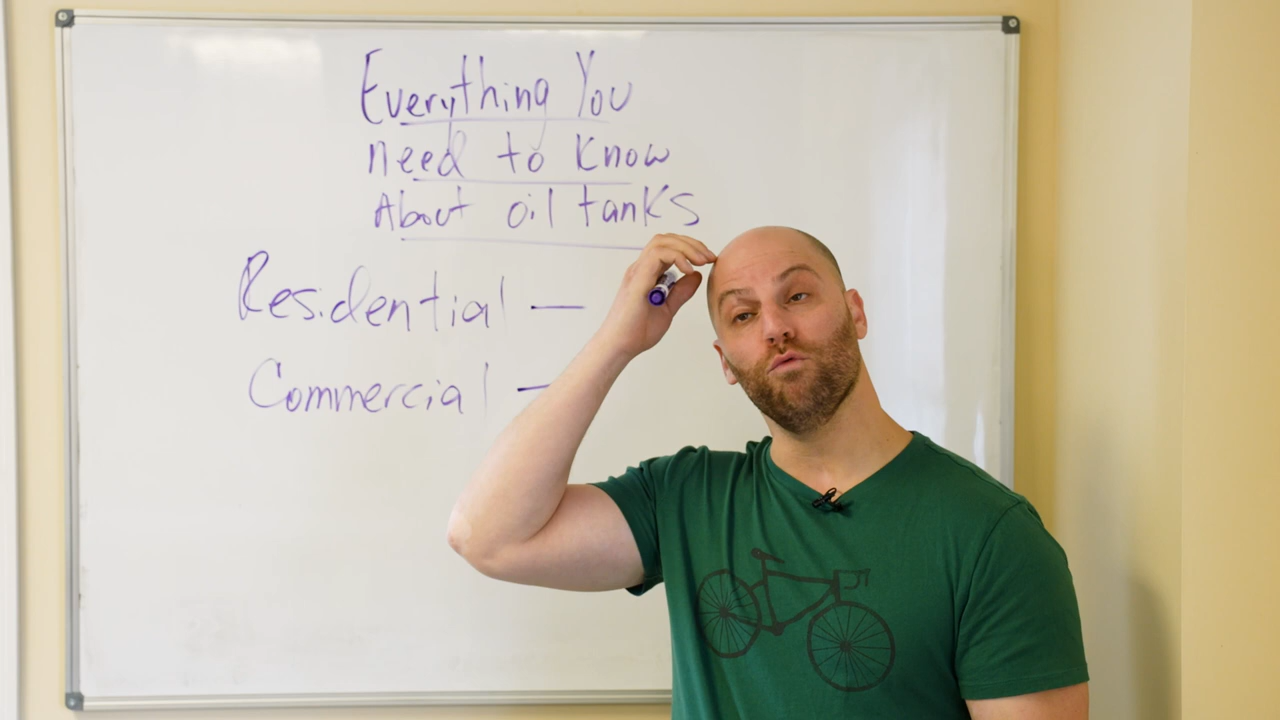 Everything You
need to Know
About oil tanks
Residential —
Commercial —